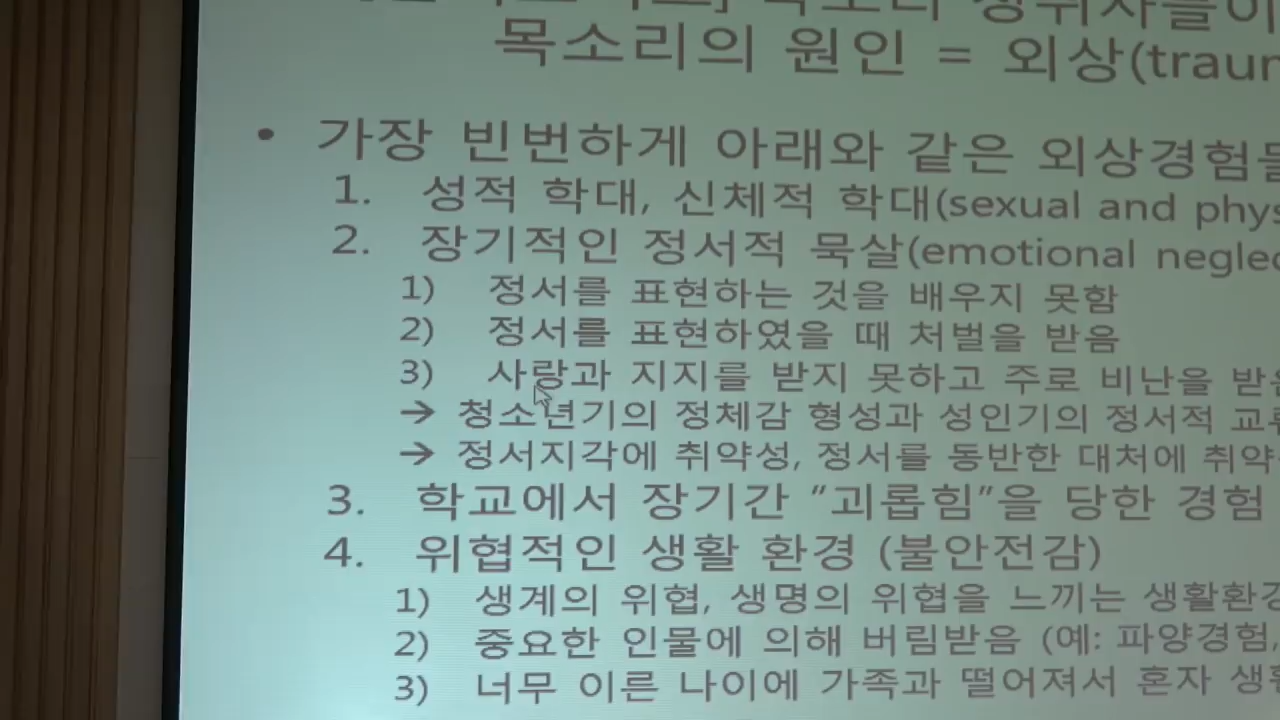 목소리의 원인 = 외상(traum
• 가장 빈번하게 아래와 같은 외상경험들
1. 성적 학대, 신체적 학대(sexual and phys
2. 장기적인 정서적 묵살(emotional neglec
1) 정서를 표현하는 것을 배우지 못함
2) 정서를 표현하였을 때 처벌을 받음
3) 사랑과 지지를 받지 못하고 주로 비난을 받음
→ 청소년기의 정체감 형성과 성인기의 정서적 교류
→ 정서지각에 취약성, 정서를 동반한 대처에 취약
3. 학교에서 장기간 “괴롭힘”을 당한 경험
4. 위협적인 생활 환경 (불안전감)
1) 생계의 위협, 생명의 위협을 느끼는 생활환경
2) 중요한 인물에 의해 버림받음 (예: 파양경험,
3) 너무 이른 나이에 가족과 떨어져서 혼자 생활